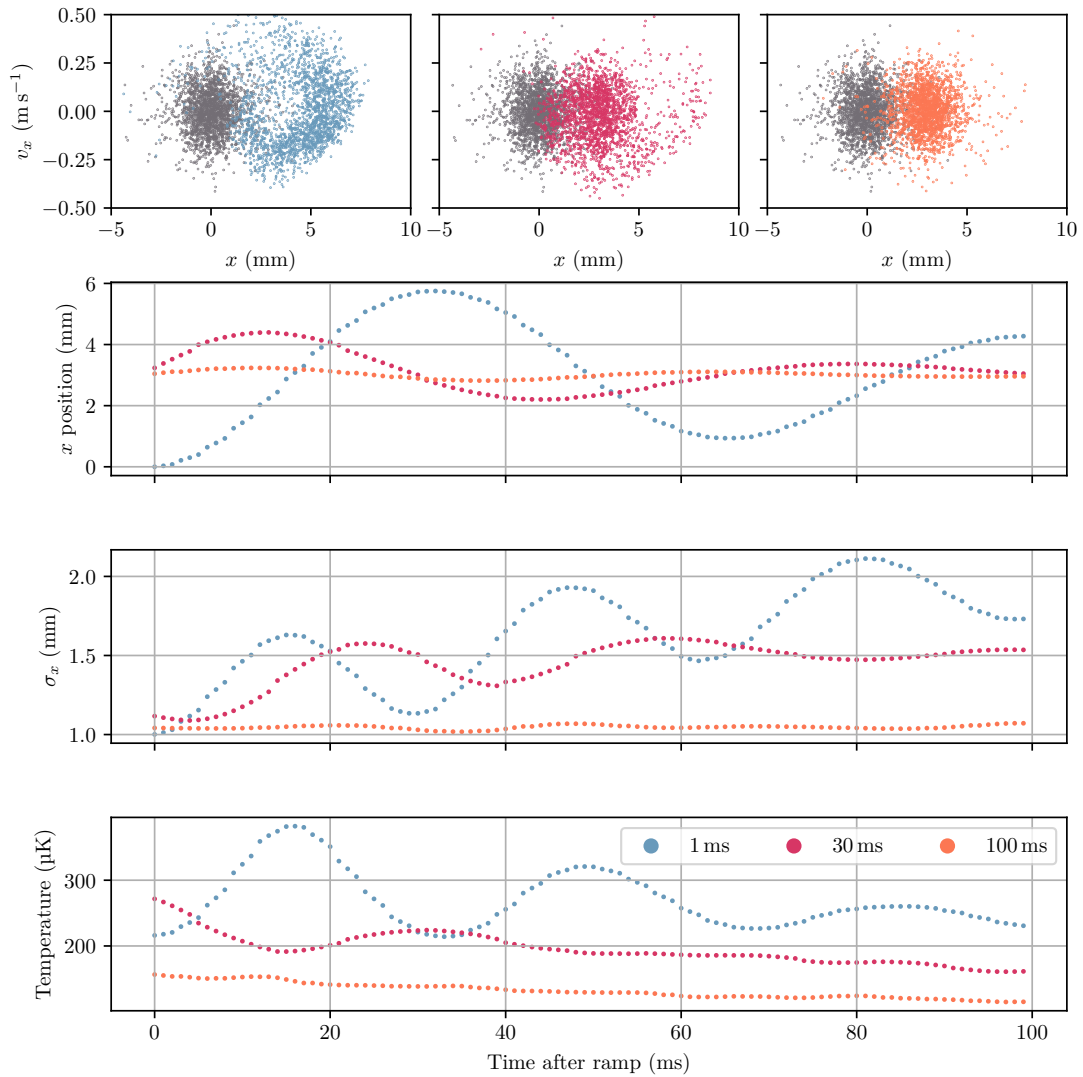 0.50
0.25
0.00
−0.25
−0.50
v_x (m s⁻¹)
−5 0 5 10
−5 0 5 10
−5 0 5 10
x (mm)
x (mm)
x (mm)
6
4
2
0
x position (mm)
2.0
1.5
1.0
σ_x (mm)
300
200
Temperature (µK)
1 ms 30 ms 100 ms
0 20 40 60 80 100
Time after ramp (ms)